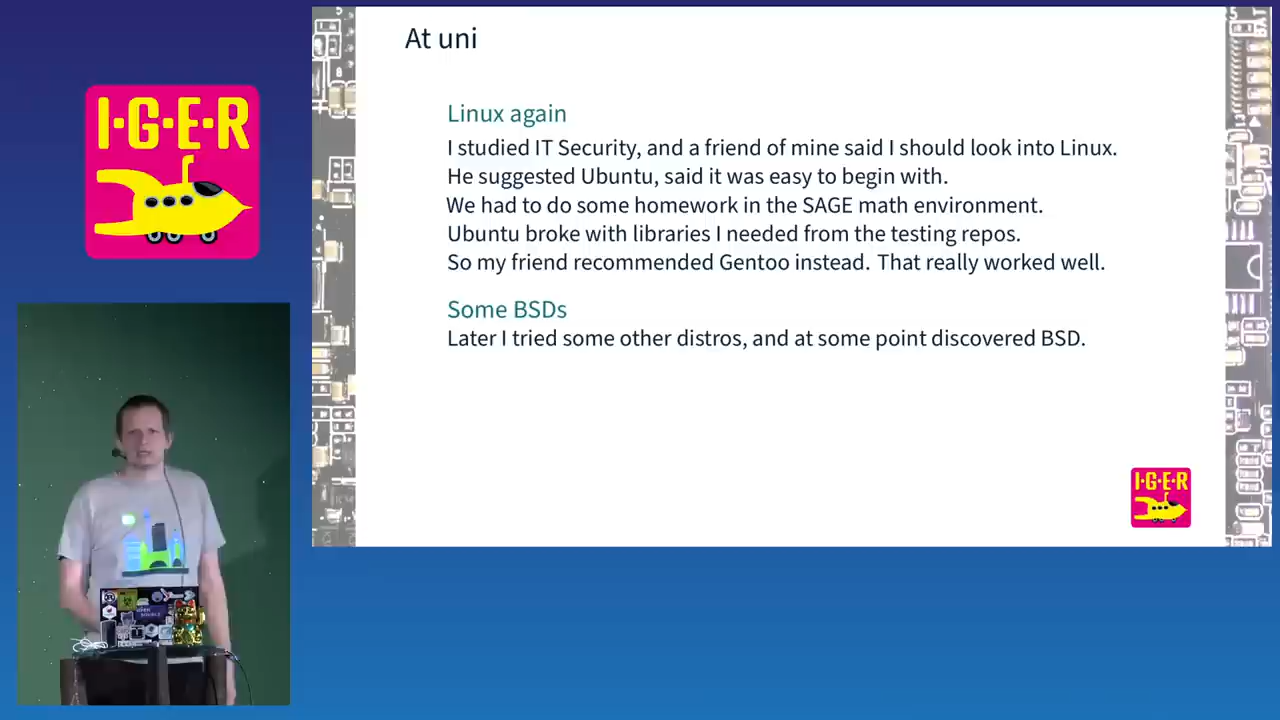 I·G·E·R
At uni
Linux again
I studied IT Security, and a friend of mine said I should look into Linux.
He suggested Ubuntu, said it was easy to begin with.
We had to do some homework in the SAGE math environment.
Ubuntu broke with libraries I needed from the testing repos.
So my friend recommended Gentoo instead. That really worked well.
Some BSDs
Later I tried some other distros, and at some point discovered BSD.
I·G·E·R